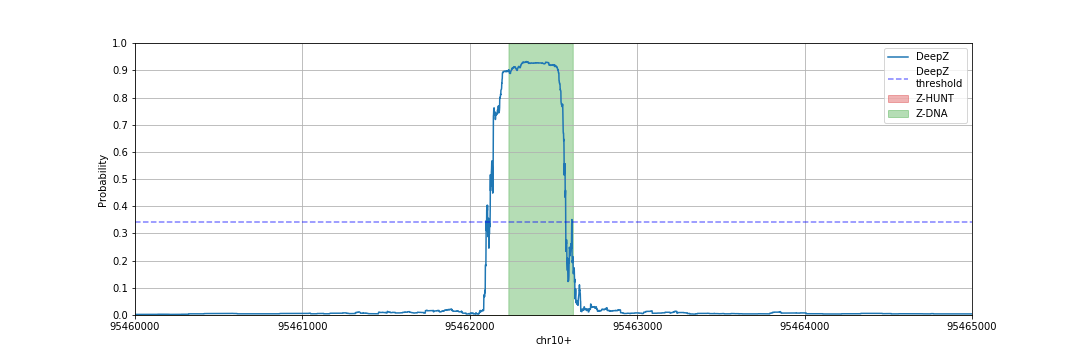 1.0
0.9
0.8
0.7
0.6
0.5
0.4
0.3
0.2
0.1
0.0
Probability
95460000
95461000
95462000
95463000
95464000
95465000
chr10+
DeepZ
DeepZ
threshold
Z-HUNT
Z-DNA